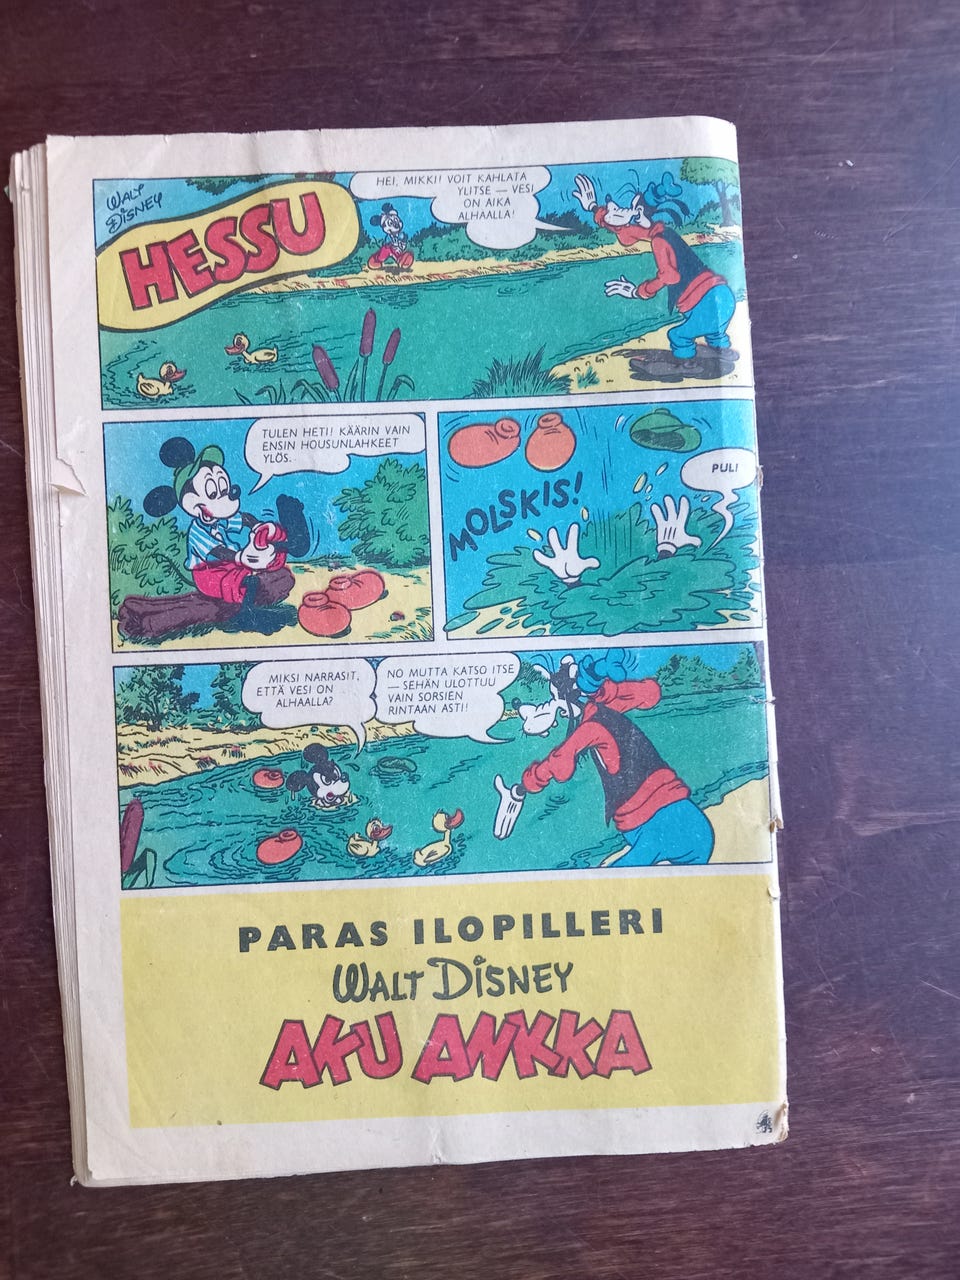 WALT
DISNEY
HESSU
HEI, MIKKI! VOIT KAHLATA
YLITSE — VESI
ON AIKA
ALHAALLA!
TULEN HETI! KÄÄRIN VAIN
ENSIN HOUSUNLAHKEET
YLÖS.
MOLSKIS!
PUL!
MIKSI NARRASIT,
ETTÄ VESI ON
ALHAALLA?
NO MUTTA KATSO ITSE
— SEHÄN ULOTTUU
VAIN SORSIEN
RINTAAN ASTI!
PARAS ILOPILLERI
WALT DISNEY
AKU ANKKA